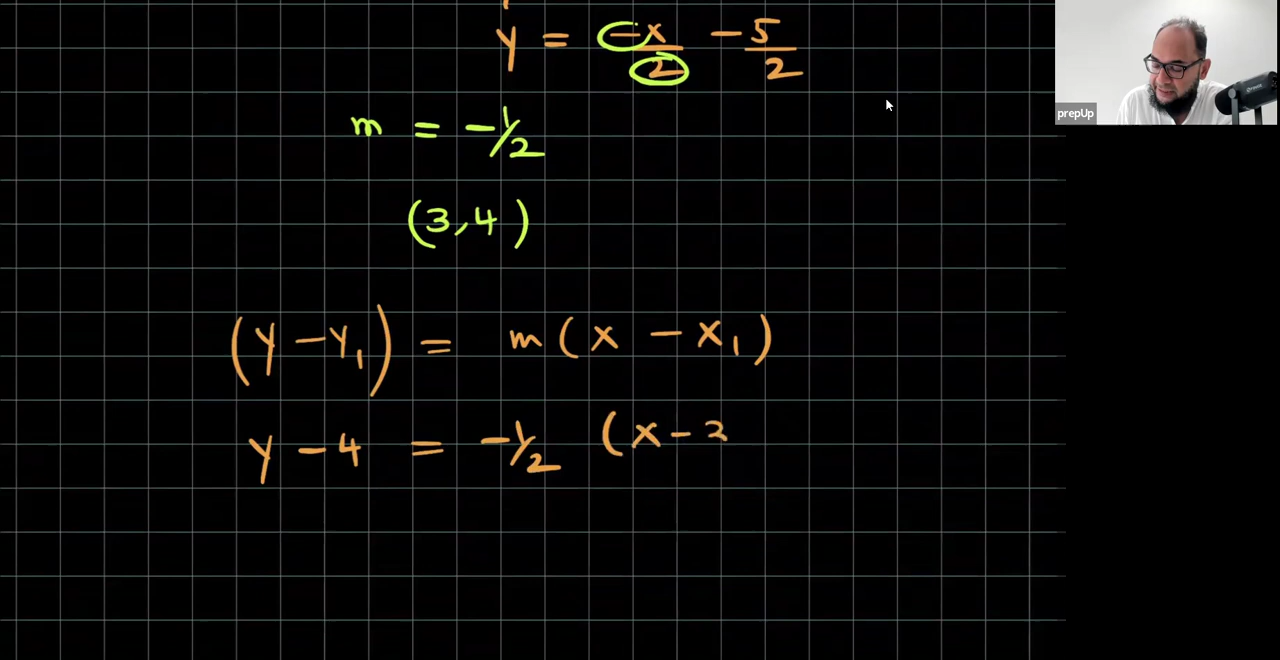 y = -x/2 - 5/2
prepUp
m = -1/2
(3,4)
(y - y₁) = m(x - x₁)
y - 4 = -1/2 (x - 3